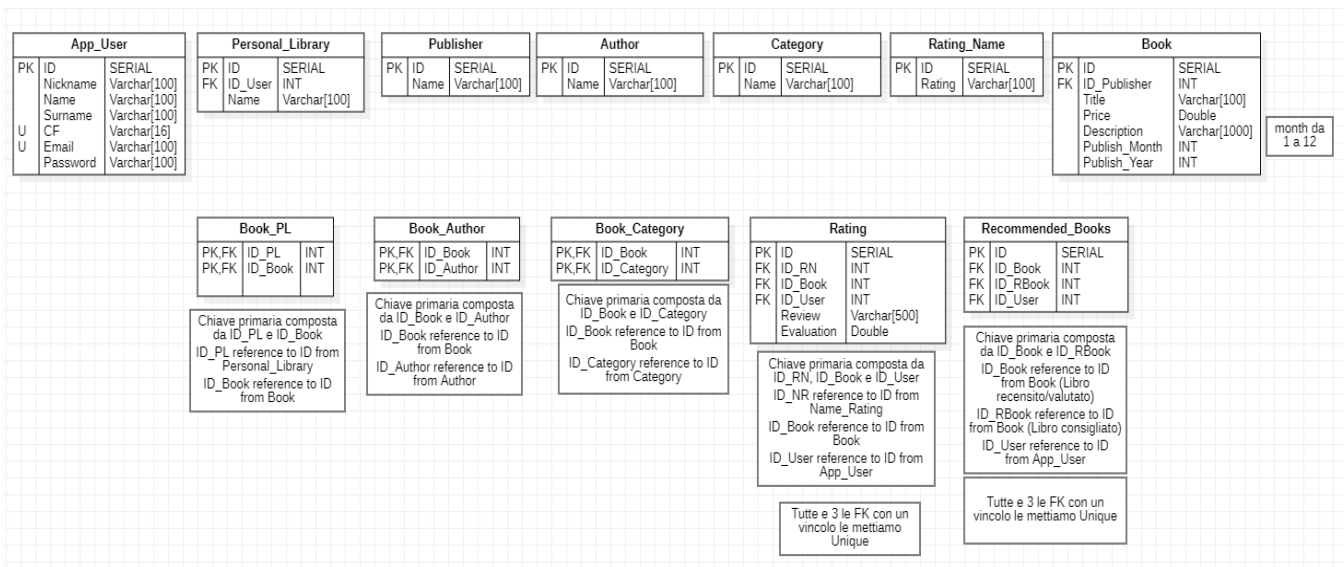 App_User
PK ID SERIAL
Nickname Varchar[100]
Name Varchar[100]
Surname Varchar[100]
U CF Varchar[16]
U Email Varchar[100]
Password Varchar[100]
Personal_Library
PK ID SERIAL
FK ID_User INT
Name Varchar[100]
Publisher
PK ID SERIAL
Name Varchar[100]
Author
PK ID SERIAL
Name Varchar[100]
Category
PK ID SERIAL
Name Varchar[100]
Rating_Name
PK ID SERIAL
Rating Varchar[100]
Book
PK ID SERIAL
FK ID_Publisher INT
Title Varchar[100]
Price Double
Description Varchar[1000]
Publish_Month INT
Publish_Year INT
month da
1 a 12
Book_PL
PK,FK ID_PL INT
PK,FK ID_Book INT
Chiave primaria composta
da ID_PL e ID_Book
ID_PL reference to ID from
Personal_Library
ID_Book reference to ID
from Book
Book_Author
PK,FK ID_Book INT
PK,FK ID_Author INT
Chiave primaria composta
da ID_Book e ID_Author
ID_Book reference to ID
from Book
ID_Author reference to ID
from Author
Book_Category
PK,FK ID_Book INT
PK,FK ID_Category INT
Chiave primaria composta da
ID_Book e ID_Category
ID_Book reference to ID from
Book
ID_Category reference to ID
from Category
Rating
PK ID SERIAL
FK ID_RN INT
FK ID_Book INT
FK ID_User INT
Review Varchar[500]
Evaluation Double
Chiave primaria composta da
ID_RN, ID_Book e ID_User
ID_NR reference to ID from
Name_Rating
ID_Book reference to ID from
Book
ID_User reference to ID from
App_User
Tutte e 3 le FK con un
vincolo le mettiamo
Unique
Recommended_Books
PK ID SERIAL
FK ID_Book INT
FK ID_RBook INT
FK ID_User INT
Chiave primaria composta
da ID_Book e ID_RBook
ID_Book reference to ID
from Book (Libro
recensito/valutato)
ID_RBook reference to ID
from Book (Libro consigliato)
ID_User reference to ID
from App_User
Tutte e 3 le FK con un
vincolo le mettiamo Unique